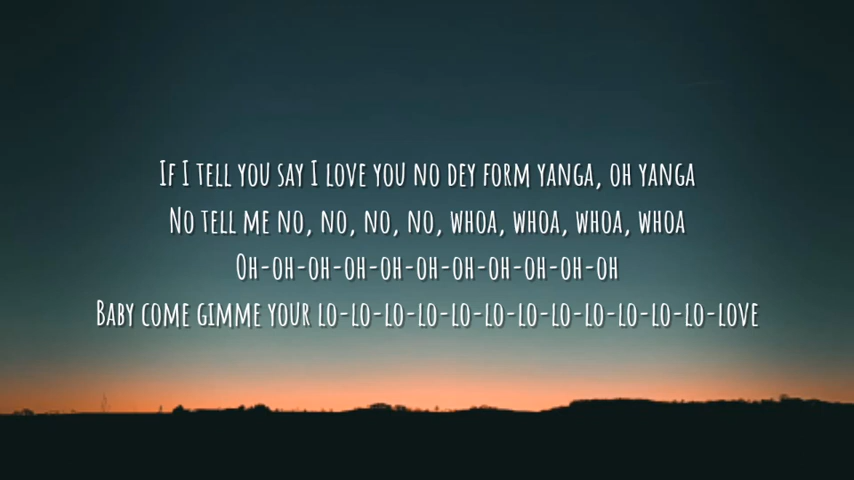 If I tell you say I love you no dey form yanga, oh yanga
No tell me no, no, no, no, whoa, whoa, whoa, whoa
Oh-oh-oh-oh-oh-oh-oh-oh-oh-oh-oh
Baby come gimme your lo-lo-lo-lo-lo-lo-lo-lo-lo-lo-lo-lo-love